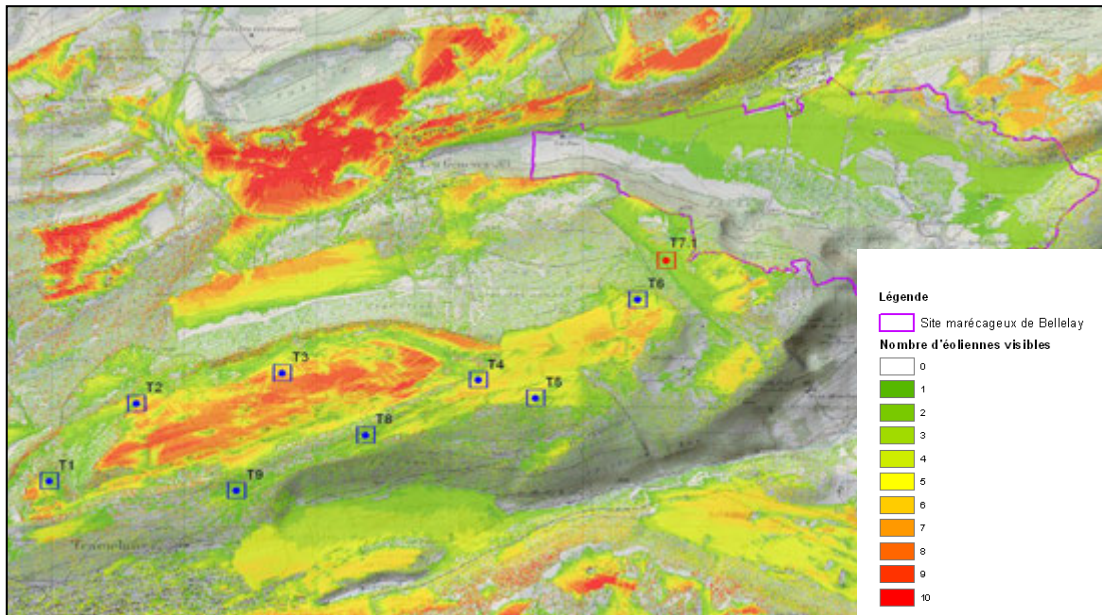 T7.1
T6
T3
T4
T2
T5
T8
T1
T9
Légende
Site marécageux de Bellelay
Nombre d'éoliennes visibles
0
1
2
3
4
5
6
7
8
9
10